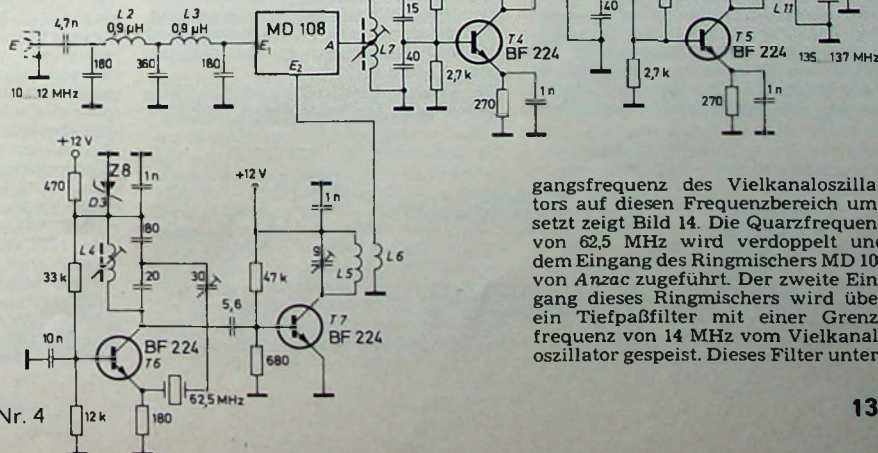 L2
0,9 µH
L3
0,9 µH
4,7n
E
180
360
180
10...12 MHz
MD 108
E1
A
E2
15
L7
40
2,7 k
T4
BF 224
270
1n
40
2,7 k
T5
BF 224
270
1n
L11
135...137 MHz
+12 V
470
Z8
D3
1n
80
L4
33 k
20
30
10n
BF 224
T6
12 k
180
62,5 MHz
5,6
+12V
47k
680
1n
9
L5
L6
T7
BF 224
gangsfrequenz des Vielkanaloszilla
tors auf diesen Frequenzbereich um
setzt zeigt Bild 14. Die Quarzfrequen
von 62,5 MHz wird verdoppelt und
dem Eingang des Ringmischers MD 10
von Anzac zugeführt. Der zweite Ein
gang dieses Ringmischers wird übe
ein Tiefpaßfilter mit einer Grenz
frequenz von 14 MHz vom Vielkanal
oszillator gespeist. Dieses Filter unter
Nr. 4
13